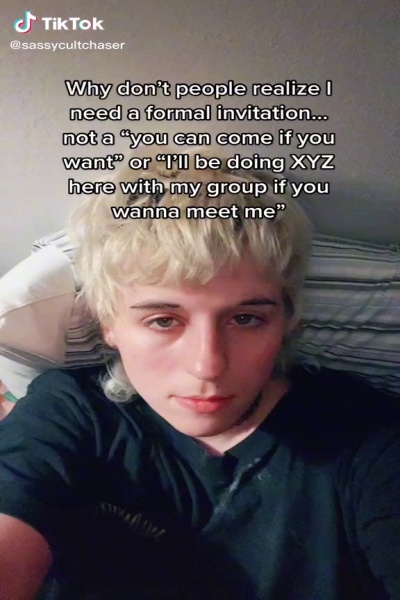 TikTok
@sassycultchaser
Why don't people realize I
need a formal invitation...
not a “you can come if you
want” or “I'll be doing XYZ
here with my group if you
wanna meet me”